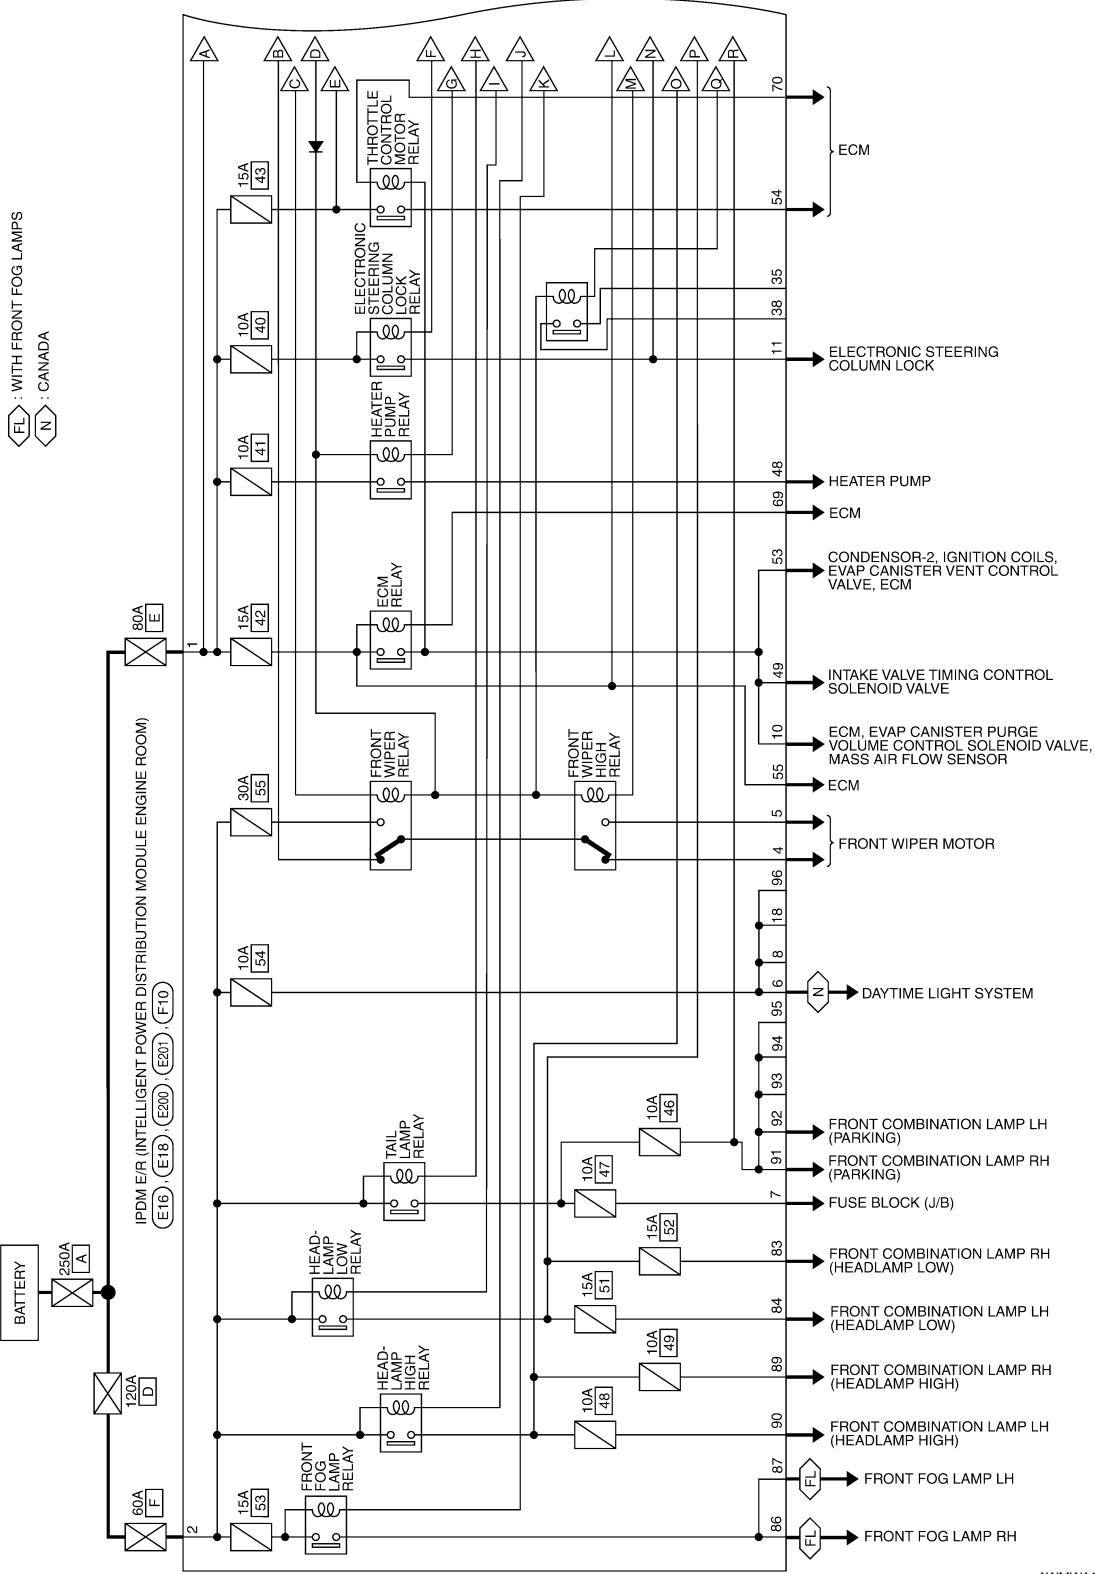 FL : WITH FRONT FOG LAMPS
N : CANADA
BATTERY
250A A
120A D
80A E
60A F
IPDM E/R (INTELLIGENT POWER DISTRIBUTION MODULE ENGINE ROOM)
E16 , E18 , E200 , E201 , F10
A
B
C
D
E
F
G
H
I
J
K
L
M
N
O
P
Q
R
70
15A 43
THROTTLE
CONTROL
MOTOR
RELAY
54
ECM
35
38
10A 40
ELECTRONIC
STEERING
COLUMN
LOCK
RELAY
11
ELECTRONIC STEERING
COLUMN LOCK
10A 41
HEATER
PUMP
RELAY
48
HEATER PUMP
69
ECM
53
CONDENSOR-2, IGNITION COILS,
EVAP CANISTER VENT CONTROL
VALVE, ECM
1
15A 42
ECM
RELAY
49
INTAKE VALVE TIMING CONTROL
SOLENOID VALVE
10
ECM, EVAP CANISTER PURGE
VOLUME CONTROL SOLENOID VALVE,
MASS AIR FLOW SENSOR
55
ECM
30A 55
FRONT
WIPER
RELAY
FRONT
WIPER
HIGH
RELAY
5
4
FRONT WIPER MOTOR
96
18
8
10A 54
6
N
DAYTIME LIGHT SYSTEM
95
94
93
92
FRONT COMBINATION LAMP LH
(PARKING)
10A 46
91
FRONT COMBINATION LAMP RH
(PARKING)
TAIL
LAMP
RELAY
10A 47
7
FUSE BLOCK (J/B)
15A 52
83
FRONT COMBINATION LAMP RH
(HEADLAMP LOW)
HEAD-
LAMP
LOW
RELAY
15A 51
84
FRONT COMBINATION LAMP LH
(HEADLAMP LOW)
10A 49
89
FRONT COMBINATION LAMP RH
(HEADLAMP HIGH)
HEAD-
LAMP
HIGH
RELAY
10A 48
90
FRONT COMBINATION LAMP LH
(HEADLAMP HIGH)
87
FL
FRONT FOG LAMP LH
2
15A 53
FRONT
FOG
LAMP
RELAY
86
FL
FRONT FOG LAMP RH